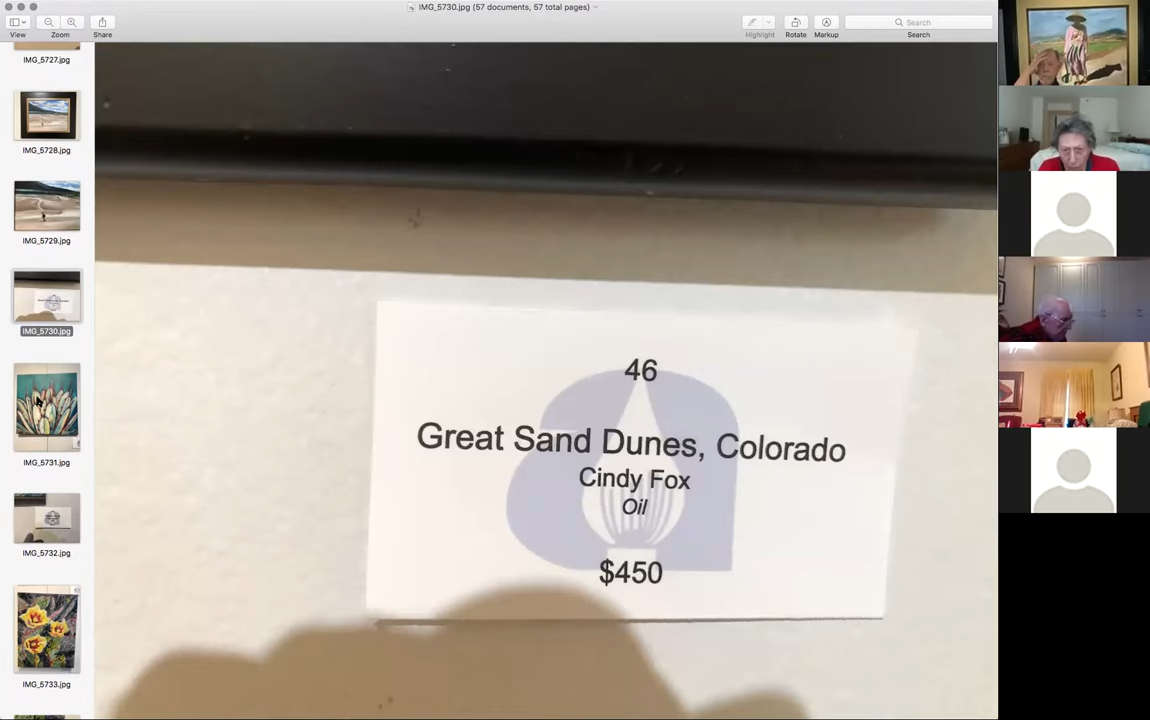 IMG_5730.jpg (57 documents, 57 total pages)
View
Zoom
Share
Highlight
Rotate
Markup
Search
Search
IMG_5727.jpg
IMG_5728.jpg
IMG_5729.jpg
IMG_5730.jpg
IMG_5731.jpg
IMG_5732.jpg
IMG_5733.jpg
46
Great Sand Dunes, Colorado
Cindy Fox
Oil
$450